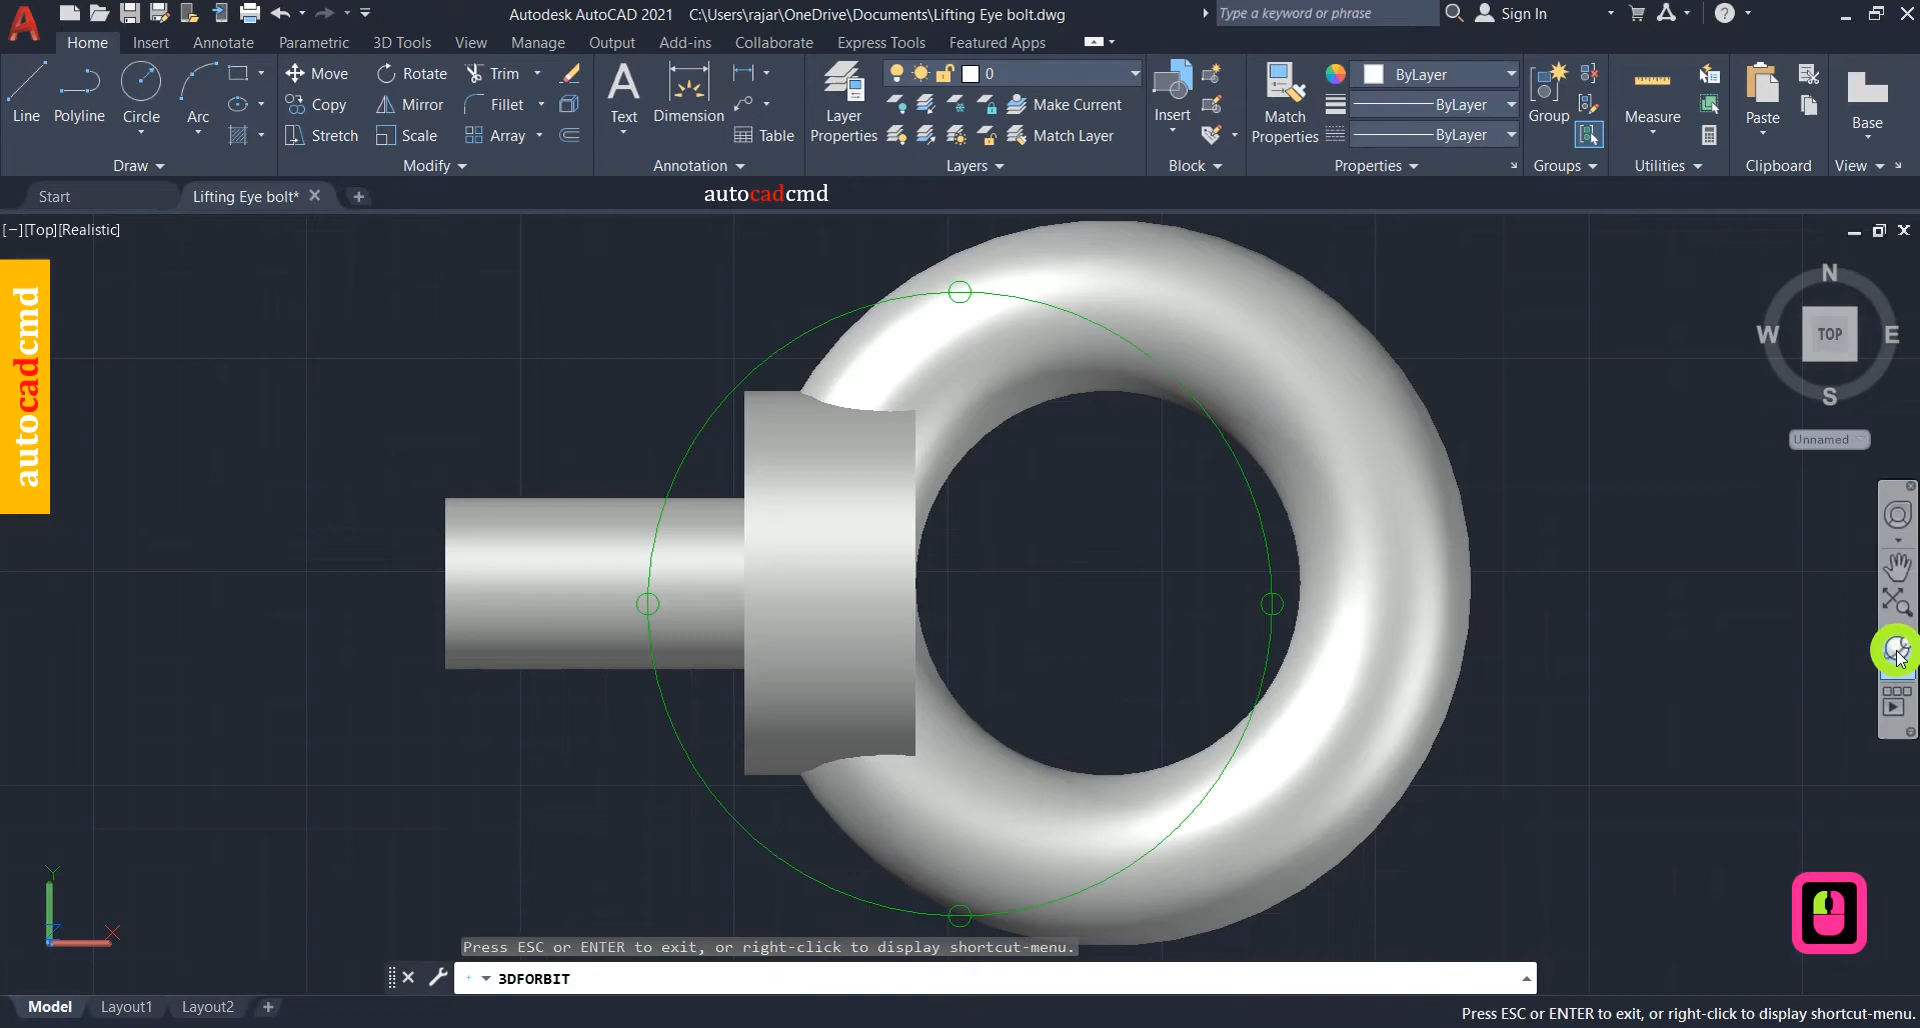 Autodesk AutoCAD 2021 C:\Users\rajar\OneDrive\Documents\Lifting Eye bolt.dwg
Type a keyword or phrase
Sign In
Home Insert Annotate Parametric 3D Tools View Manage Output Add-ins Collaborate Express Tools Featured Apps
Line
Polyline
Circle
Arc
Draw
Move Rotate Trim
Copy Mirror Fillet
Stretch Scale Array
Modify
Text
Dimension
Table
Annotation
Layer
Properties
0
Make Current
Match Layer
Layers
Insert
Block
Match
Properties
ByLayer
ByLayer
ByLayer
Properties
Group
Groups
Measure
Utilities
Paste
Clipboard
Base
View
Start
Lifting Eye bolt*
autocadcmd
[−][Top][Realistic]
autocadcmd
N
W TOP E
S
Unnamed
Y
Z
X
Press ESC or ENTER to exit, or right-click to display shortcut-menu.
3DFORBIT
Model Layout1 Layout2
Press ESC or ENTER to exit, or right-click to display shortcut-menu.